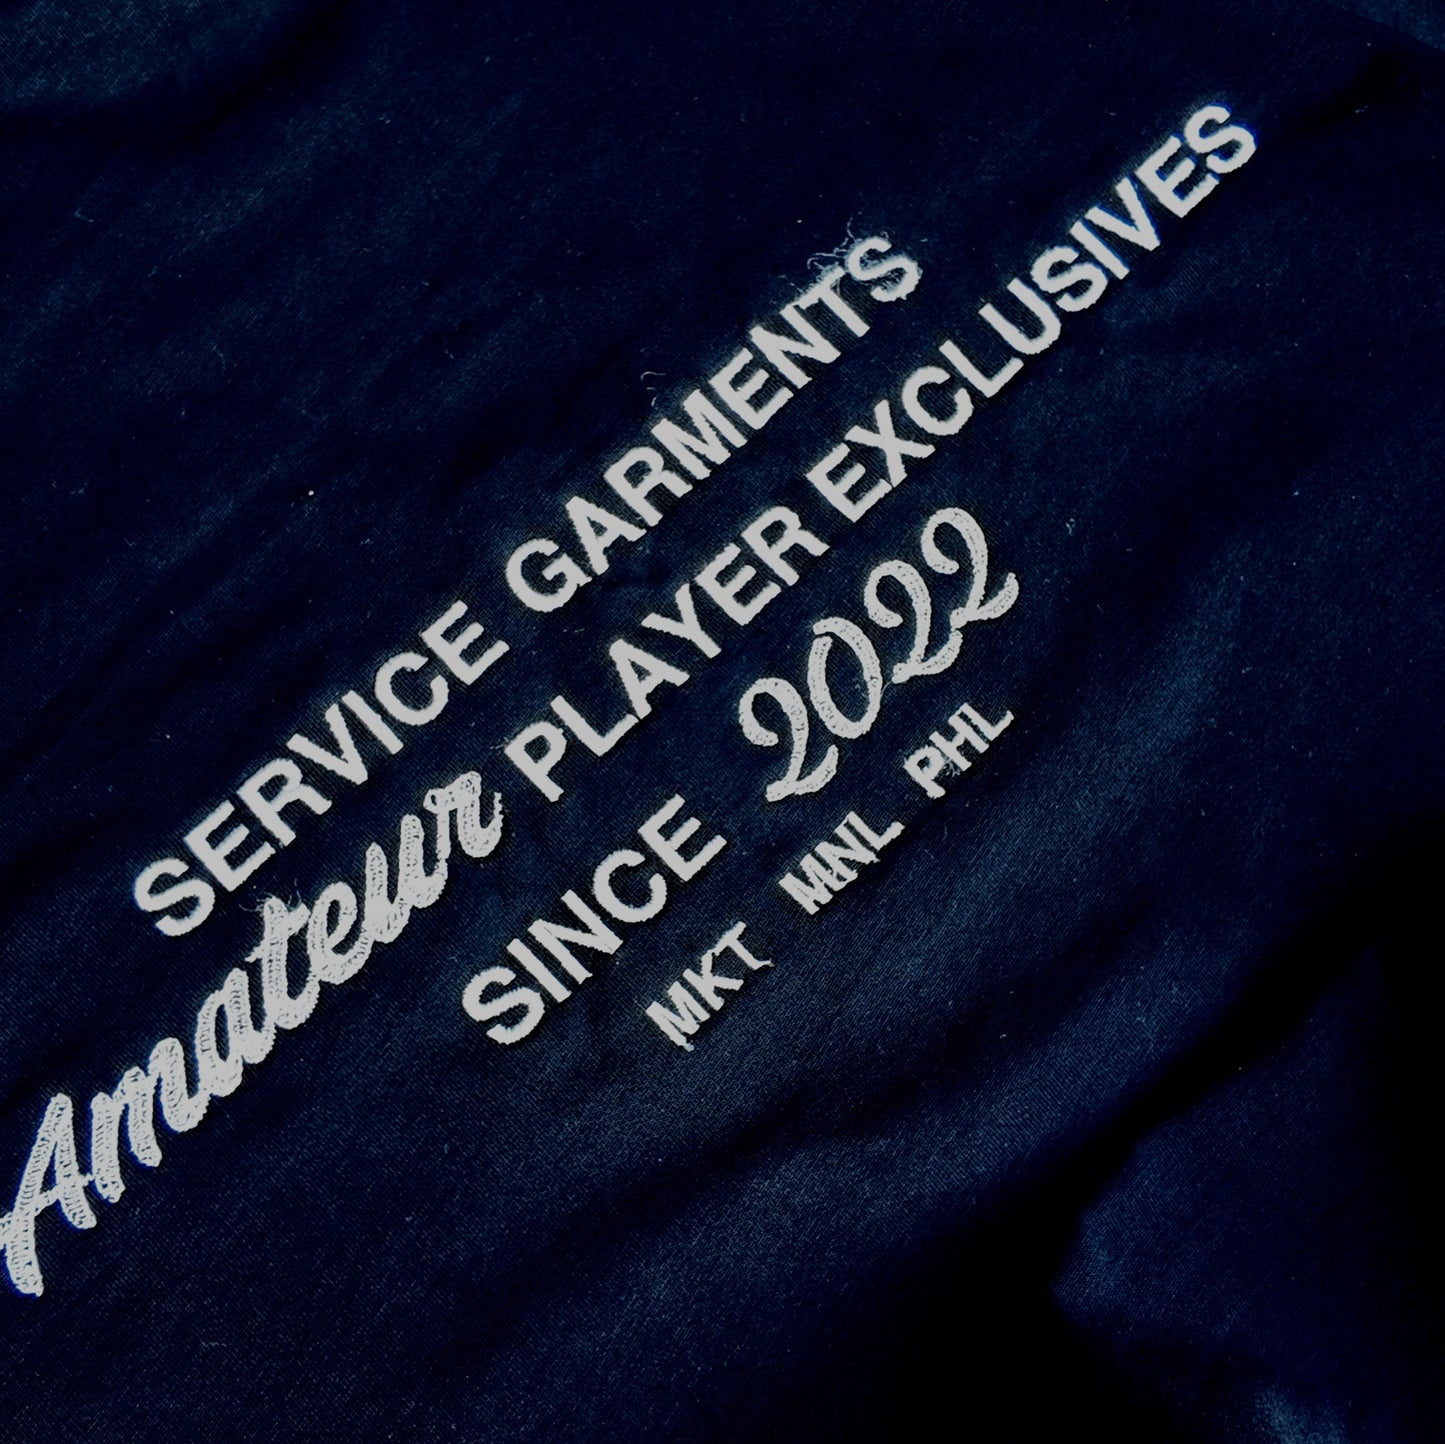 SERVICE GARMENTS
Amateur PLAYER EXCLUSIVES
SINCE 2022
MKT MNL PHL